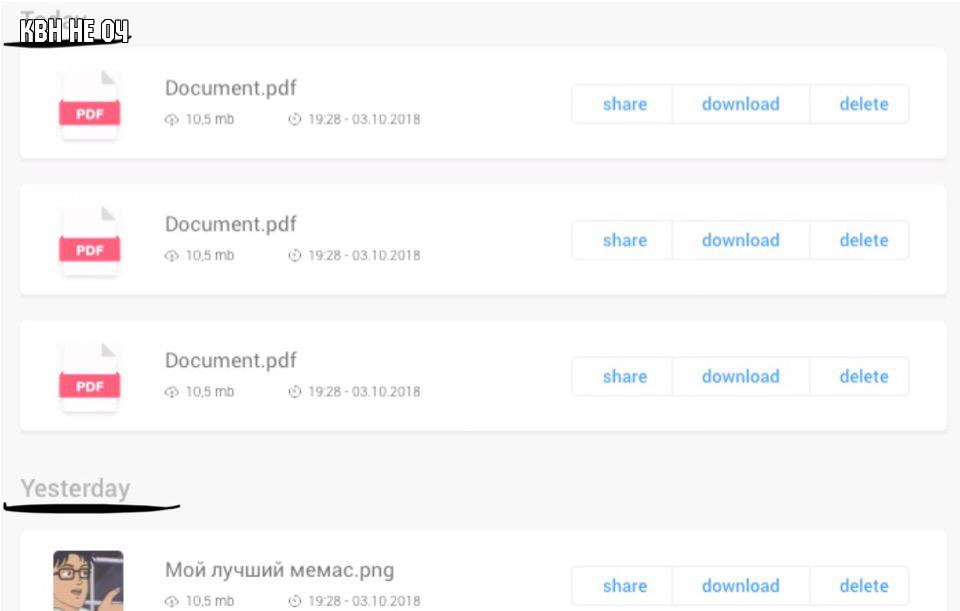 Today
КВН НЕ ОЧ
Document.pdf
PDF
10,5 mb
19:28 - 03.10.2018
share
download
delete
Document.pdf
PDF
10,5 mb
19:28 - 03.10.2018
share
download
delete
Document.pdf
PDF
10,5 mb
19:28 - 03.10.2018
share
download
delete
Yesterday
Мой лучший мемас.png
10,5 mb
19:28 - 03.10.2018
share
download
delete